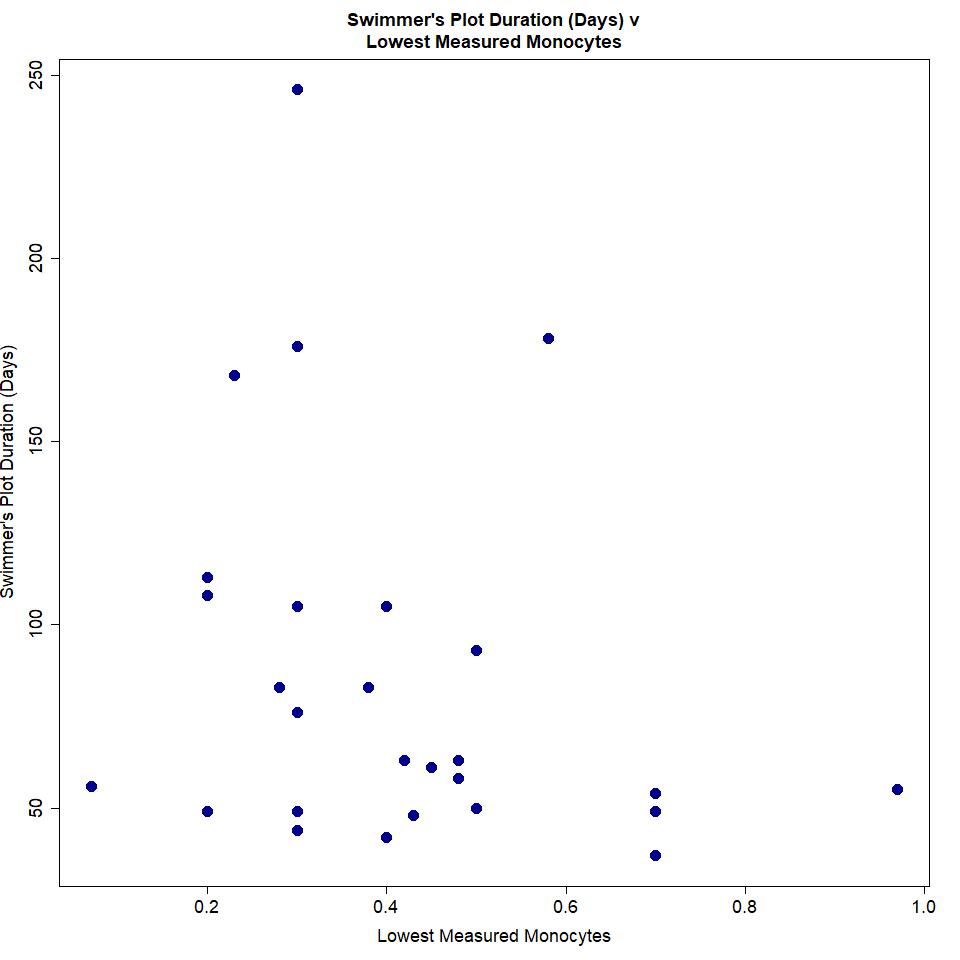 Swimmer's Plot Duration (Days) v
Lowest Measured Monocytes
250
200
150
100
50
Swimmer's Plot Duration (Days)
0.2 0.4 0.6 0.8 1.0
Lowest Measured Monocytes